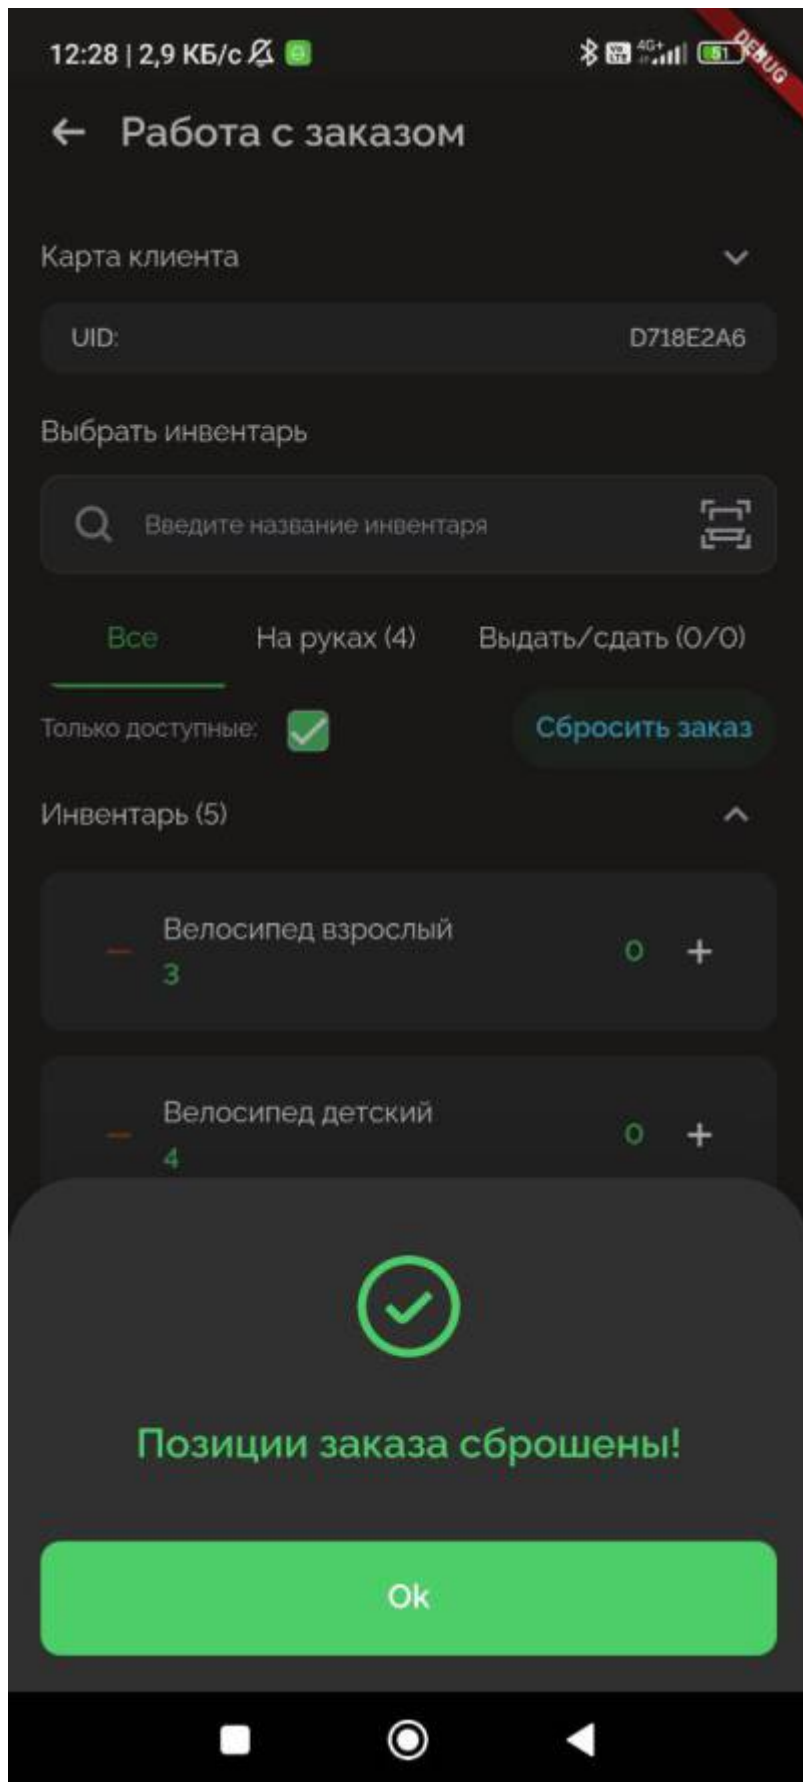 12:28 | 2,9 КБ/с
4G+
51
DEBUG
Работа с заказом
Карта клиента
UID:
D718E2A6
Выбрать инвентарь
Введите название инвентаря
Все
На руках (4)
Выдать/сдать (0/0)
Только доступные:
Сбросить заказ
Инвентарь (5)
Велосипед взрослый
3
0
+
Велосипед детский
4
0
+
Позиции заказа сброшены!
Ok